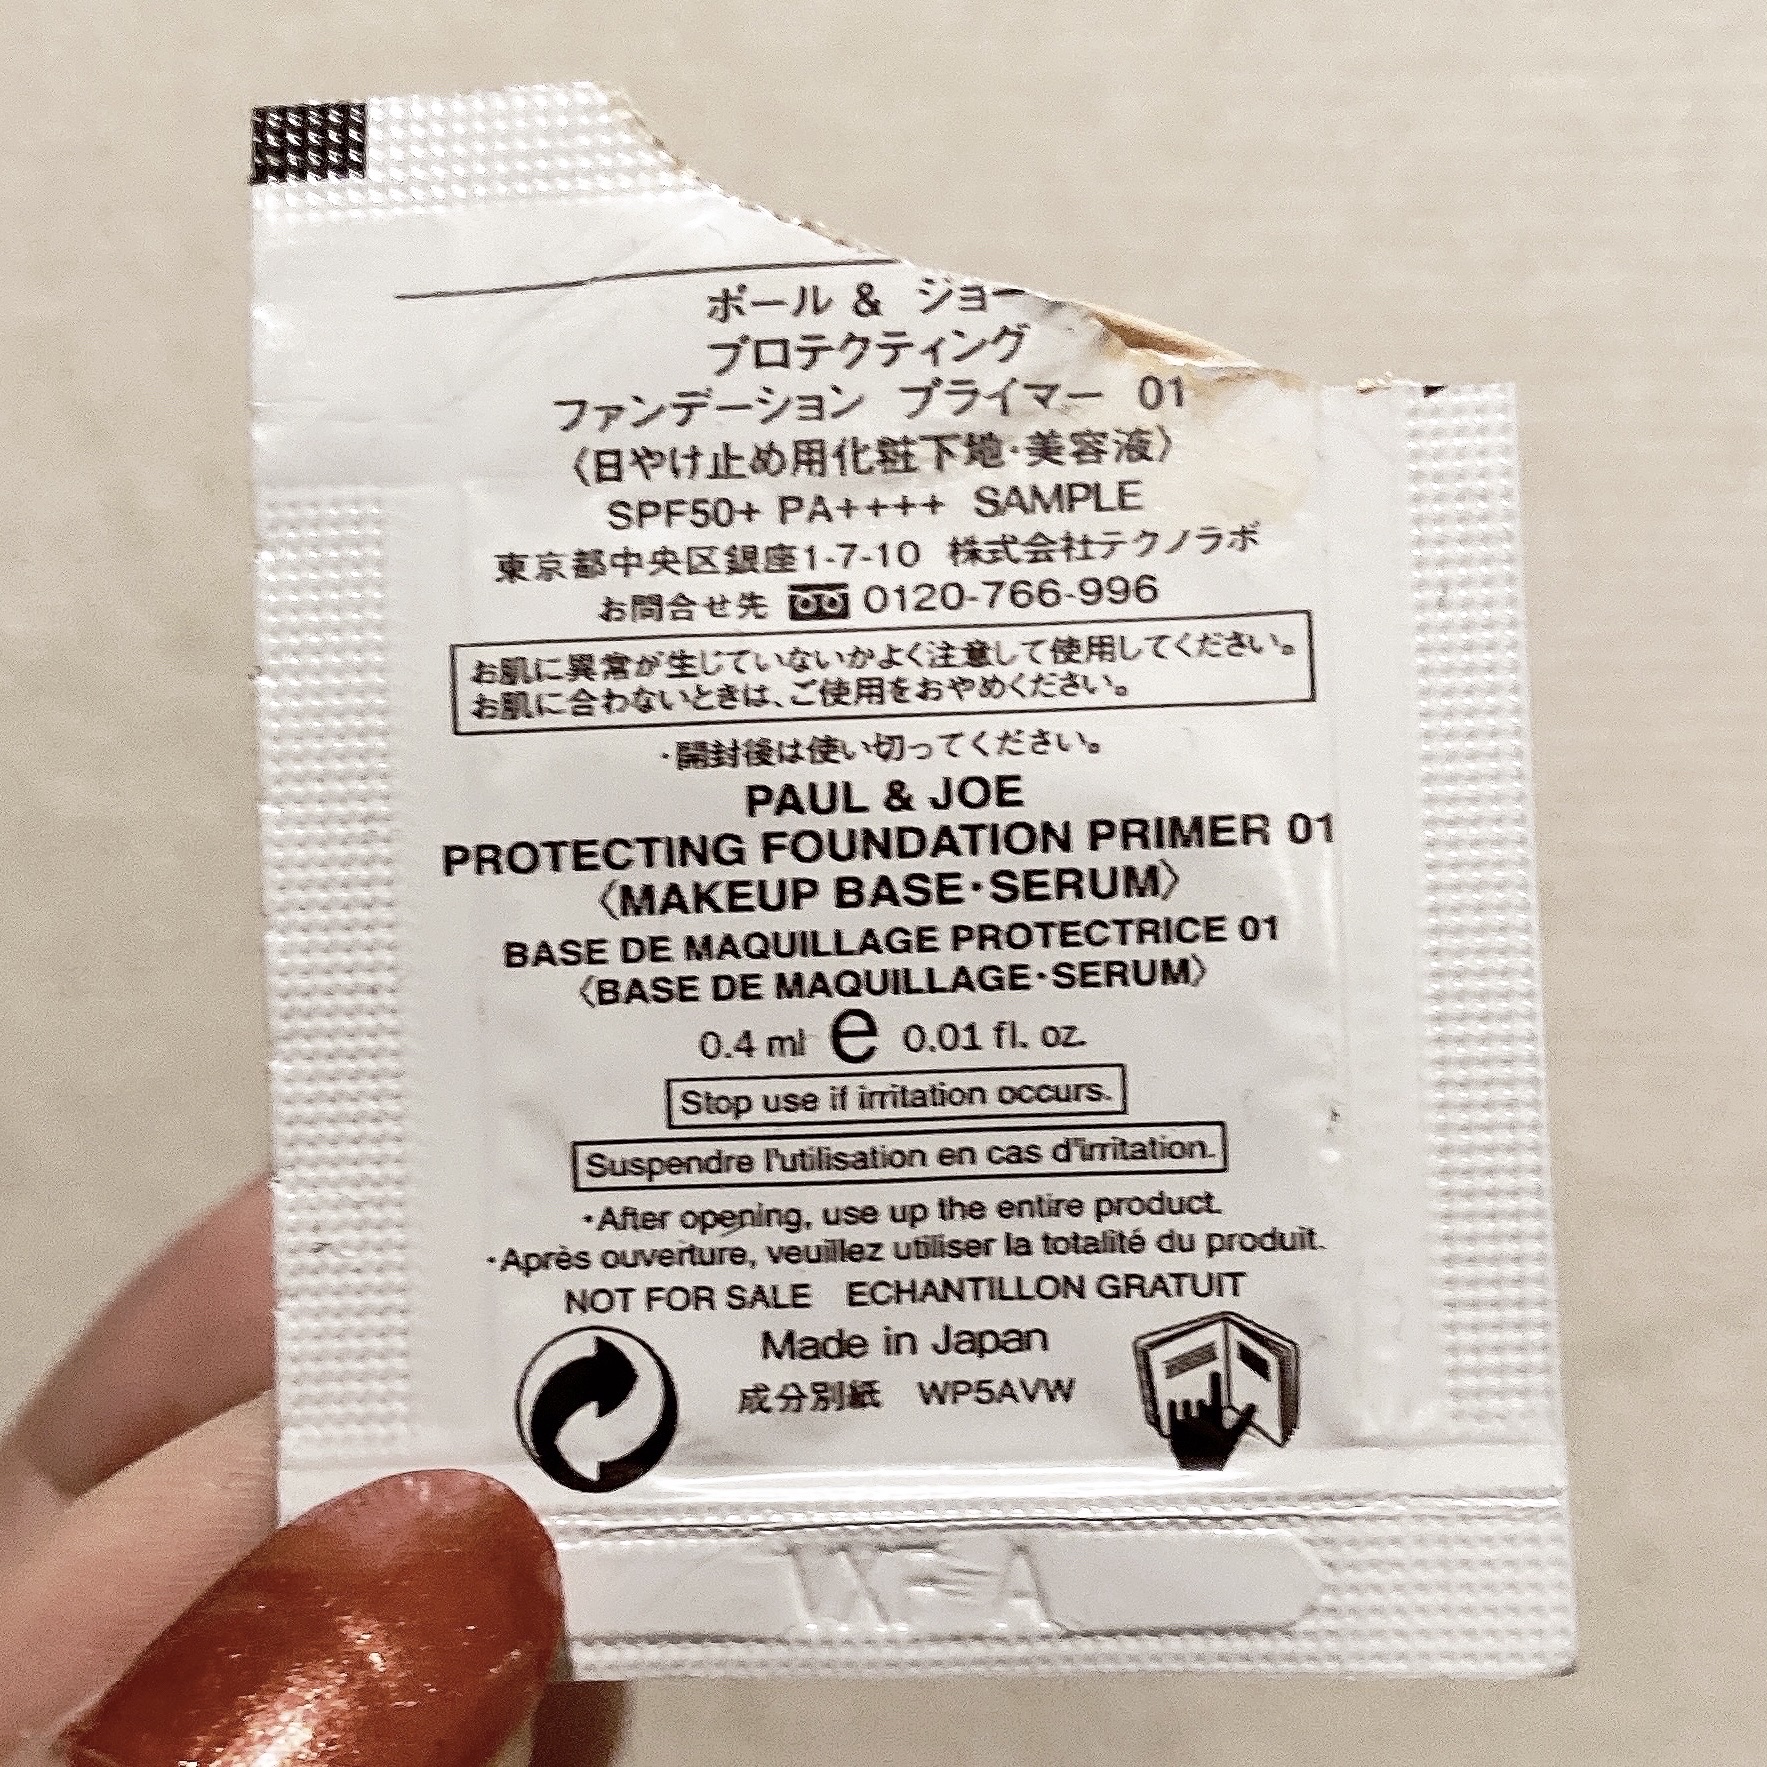 ポール & ジョー
プロテクティング
ファンデーション プライマー 01
〈日やけ止め用化粧下地・美容液〉
SPF50+ PA++++ SAMPLE
東京都中央区銀座1-7-10 株式会社テクノラボ
お問合せ先 0120-766-996
お肌に異常が生じていないかよく注意して使用してください。
お肌に合わないときは、ご使用をおやめください。
・開封後は使い切ってください。
PAUL & JOE
PROTECTING FOUNDATION PRIMER 01
〈MAKEUP BASE・SERUM〉
BASE DE MAQUILLAGE PROTECTRICE 01
〈BASE DE MAQUILLAGE・SERUM〉
0.4 ml e 0.01 fl. oz.
Stop use if irritation occurs.
Suspendre l'utilisation en cas d'irritation.
・After opening, use up the entire product.
・Après ouverture, veuillez utiliser la totalité du produit.
NOT FOR SALE ECHANTILLON GRATUIT
Made in Japan
成分別紙 WP5AVW